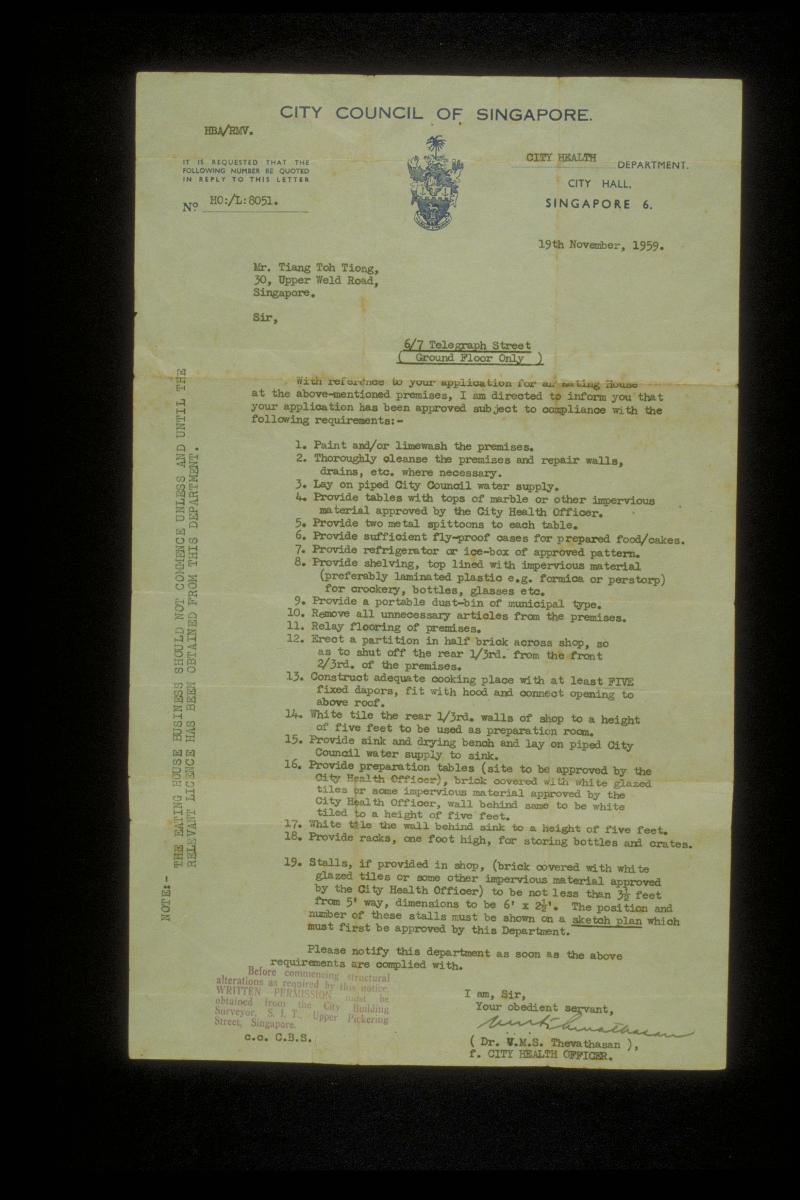 CITY COUNCIL OF SINGAPORE.
HBA/RMV.
IT IS REQUESTED THAT THE
FOLLOWING NUMBER BE QUOTED
IN REPLY TO THIS LETTER
No HO:/L:8051.
CITY HEALTH DEPARTMENT.
CITY HALL,
SINGAPORE 6.
19th November, 1959.
Mr. Tiang Toh Tiong,
30, Upper Weld Road,
Singapore.
Sir,
6/7 Telegraph Street
( Ground Floor Only )
With reference to your application for an Eating House
at the above-mentioned premises, I am directed to inform you that
your application has been approved subject to compliance with the
following requirements:-
1. Paint and/or limewash the premises.
2. Thoroughly cleanse the premises and repair walls,
drains, etc. where necessary.
3. Lay on piped City Council water supply.
4. Provide tables with tops of marble or other impervious
material approved by the City Health Officer.
5. Provide two metal spittoons to each table.
6. Provide sufficient fly-proof cases for prepared food/cakes.
7. Provide refrigerator or ice-box of approved pattern.
8. Provide shelving, top lined with impervious material
(preferably laminated plastic e.g. formica or perstorp)
for crockery, bottles, glasses etc.
9. Provide a portable dust-bin of municipal type.
10. Remove all unnecessary articles from the premises.
11. Relay flooring of premises.
12. Erect a partition in half brick across shop, so
as to shut off the rear 1/3rd. from the front
2/3rd. of the premises.
13. Construct adequate cooking place with at least FIVE
fixed dapors, fit with hood and connect opening to
above roof.
14. White tile the rear 1/3rd. walls of shop to a height
of five feet to be used as preparation room.
15. Provide sink and drying bench and lay on piped City
Council water supply to sink.
16. Provide preparation tables (site to be approved by the
City Health Officer), brick covered with white glazed
tiles or some impervious material approved by the
City Health Officer, wall behind same to be white
tiled to a height of five feet.
17. White tile the wall behind sink to a height of five feet.
18. Provide racks, one foot high, for storing bottles and crates.
19. Stalls, if provided in shop, (brick covered with white
glazed tiles or some other impervious material approved
by the City Health Officer) to be not less than 3½ feet
from 5' way, dimensions to be 6' x 2½'. The position and
number of these stalls must be shown on a sketch plan which
must first be approved by this Department.
Please notify this department as soon as the above
requirements are complied with.
Before commencing structural
alterations as required by this notice,
WRITTEN PERMISSION must be
obtained from the City Building
Surveyor, S. I. T., Upper Pickering
Street, Singapore.
c.c. C.B.S.
I am, Sir,
Your obedient servant,
( Dr. V.M.S. Thevathasan ),
f. CITY HEALTH OFFICER.
NOTE:- THE EATING HOUSE BUSINESS SHOULD NOT COMMENCE UNLESS AND UNTIL THE
RELEVANT LICENCE HAS BEEN OBTAINED FROM THIS DEPARTMENT.